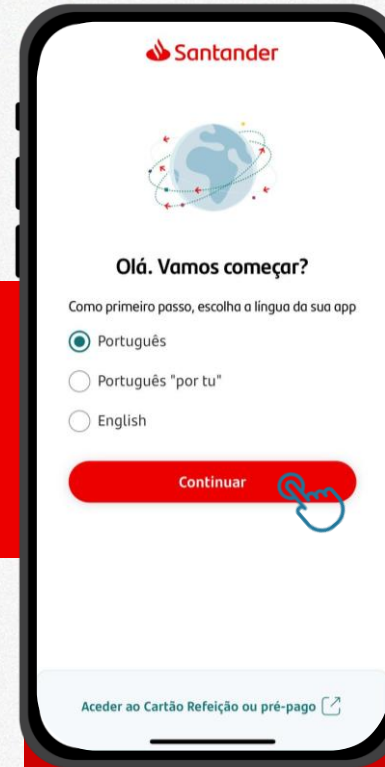 Santander
Olá. Vamos começar?
Como primeiro passo, escolha a língua da sua app
Português
Português "por tu"
English
Continuar
Aceder ao Cartão Refeição ou pré-pago